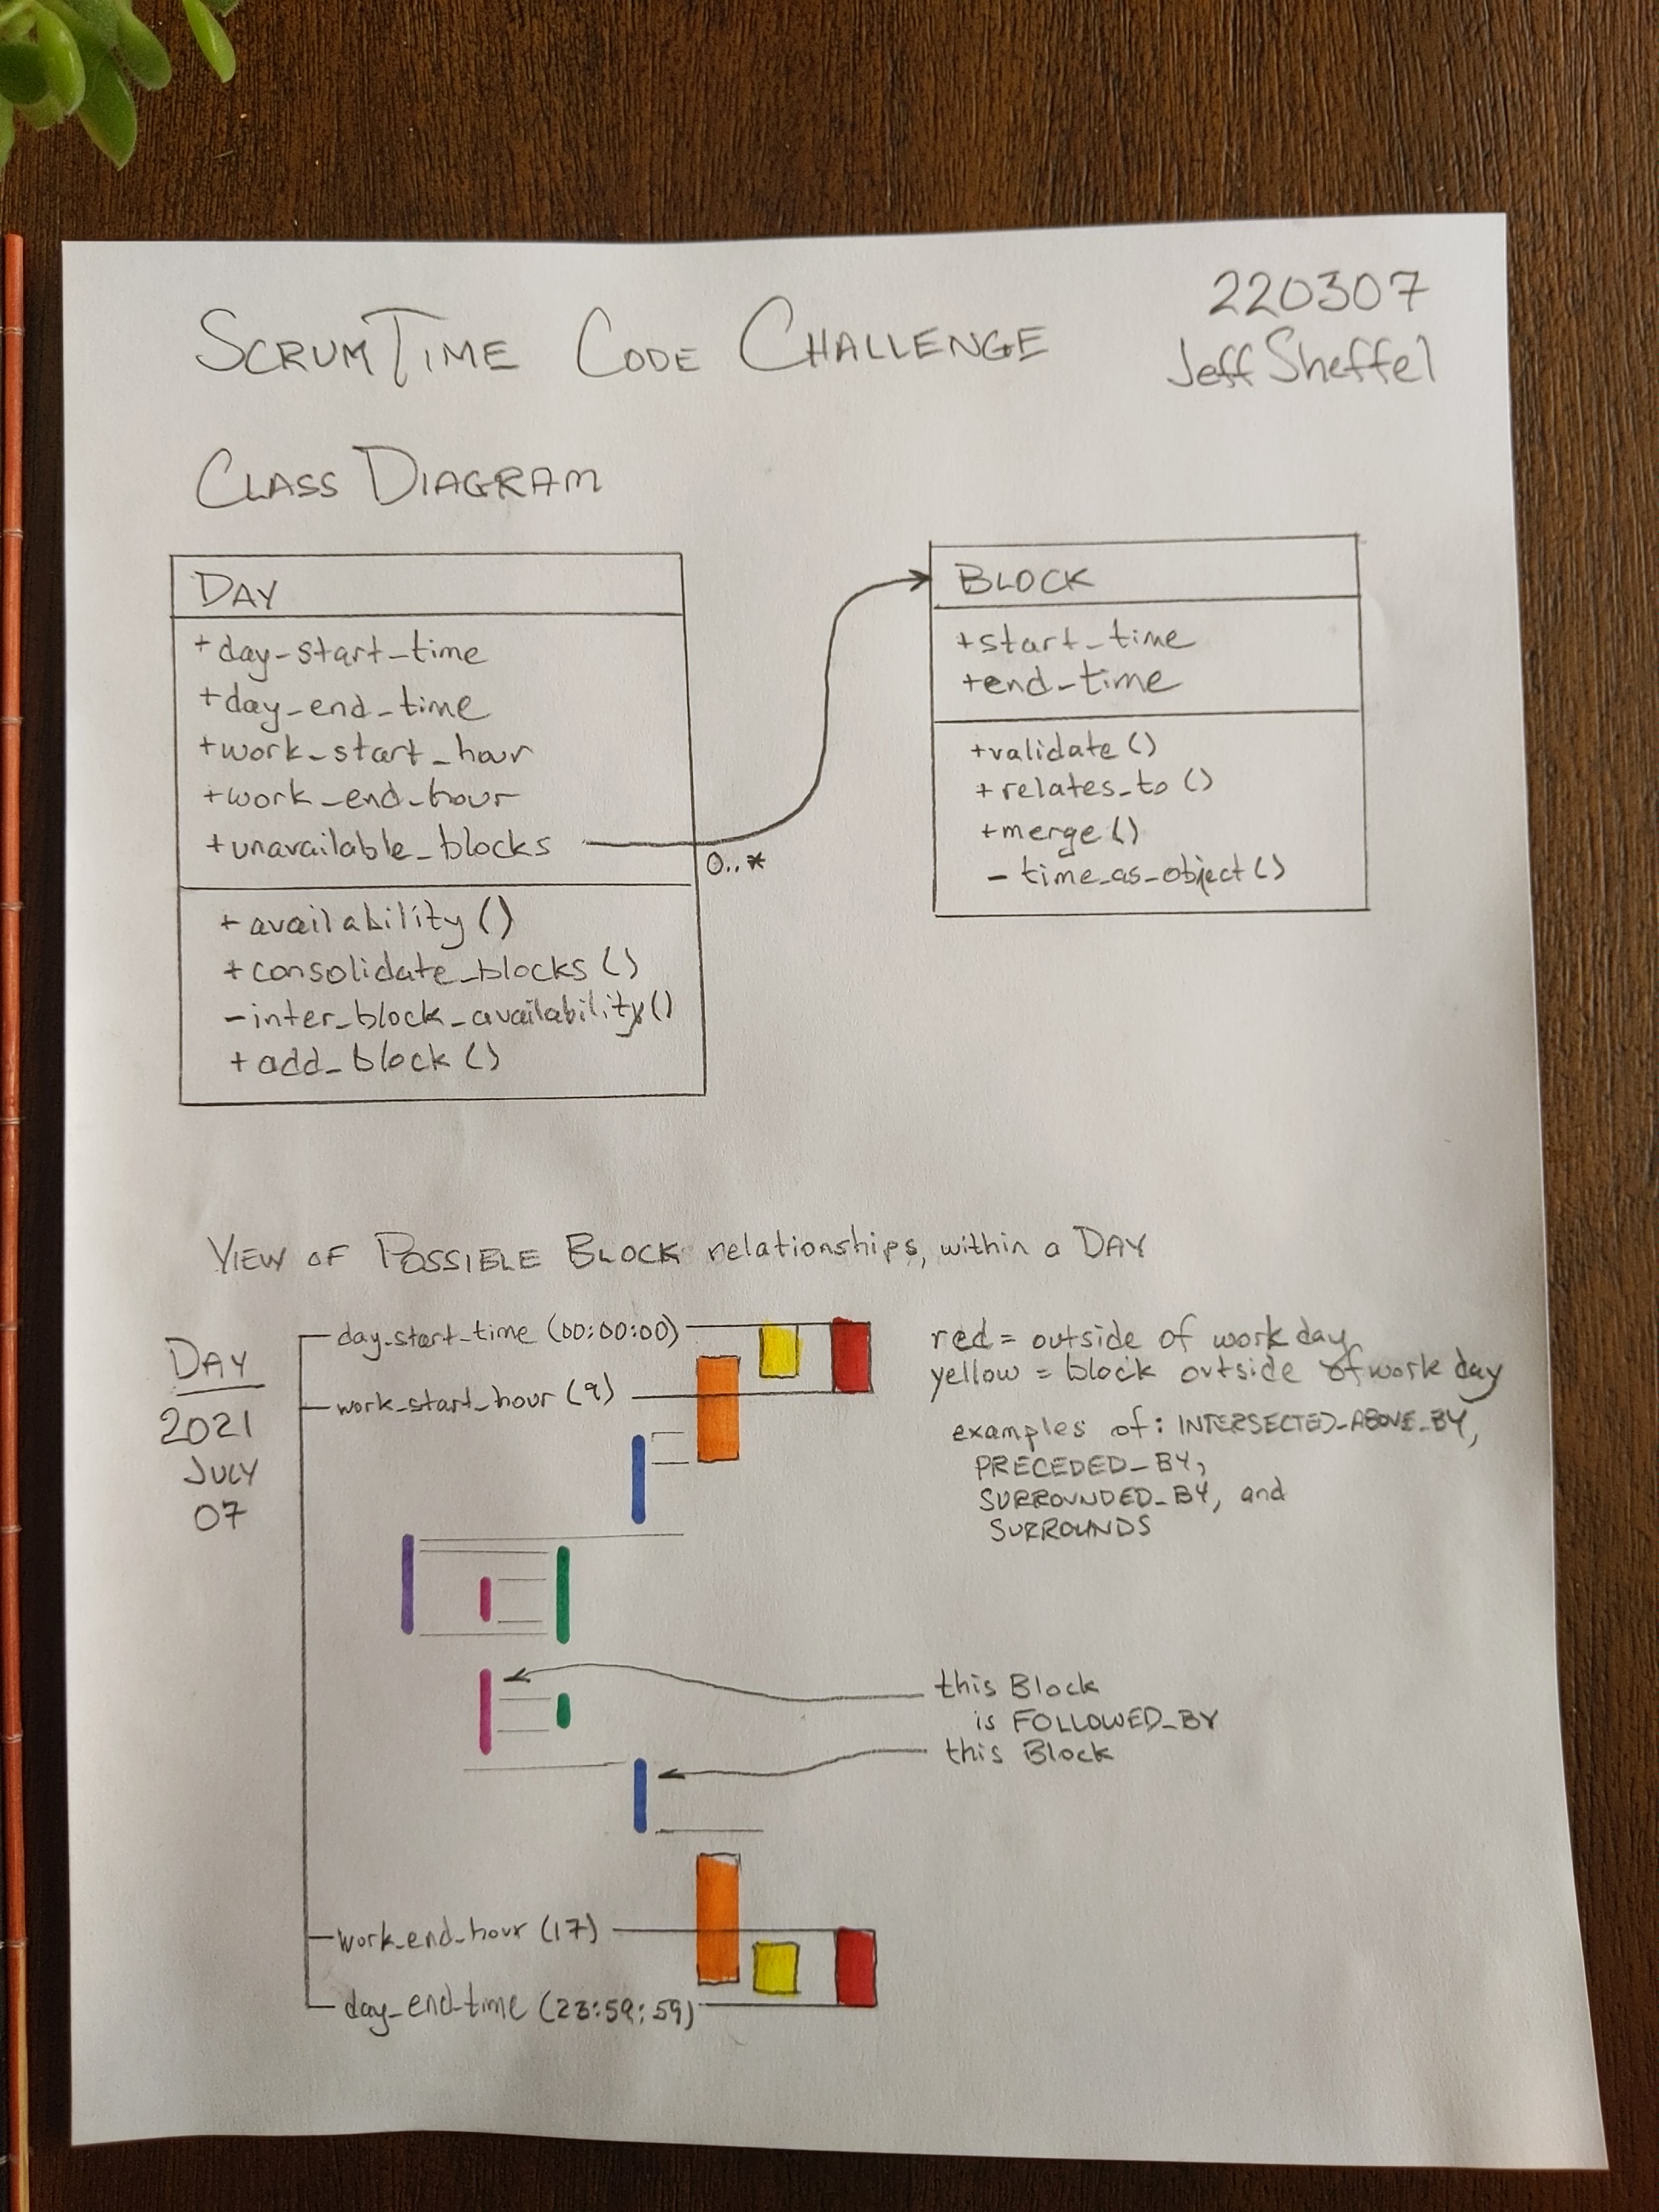 SCRUMTIME CODE CHALLENGE
220307
Jeff Sheffel
CLASS DIAGRAM
DAY
+day_start_time
+day_end_time
+work_start_hour
+work_end_hour
+unavailable_blocks
0..*
+availability()
+consolidate_blocks()
-inter_block_availability()
+add_block()
BLOCK
+start_time
+end_time
+validate()
+relates_to()
+merge()
-time_as_object()
VIEW OF POSSIBLE BLOCK relationships, within a DAY
DAY
2021
JULY
07
day_start_time (00:00:00)
work_start_hour (9)
red = outside of work day
yellow = block outside of work day
examples of: INTERSECTED_ABOVE_BY,
PRECEDED_BY,
SURROUNDED_BY, and
SURROUNDS
this Block
is FOLLOWED_BY
this Block
work_end_hour (17)
day_end_time (23:59:59)